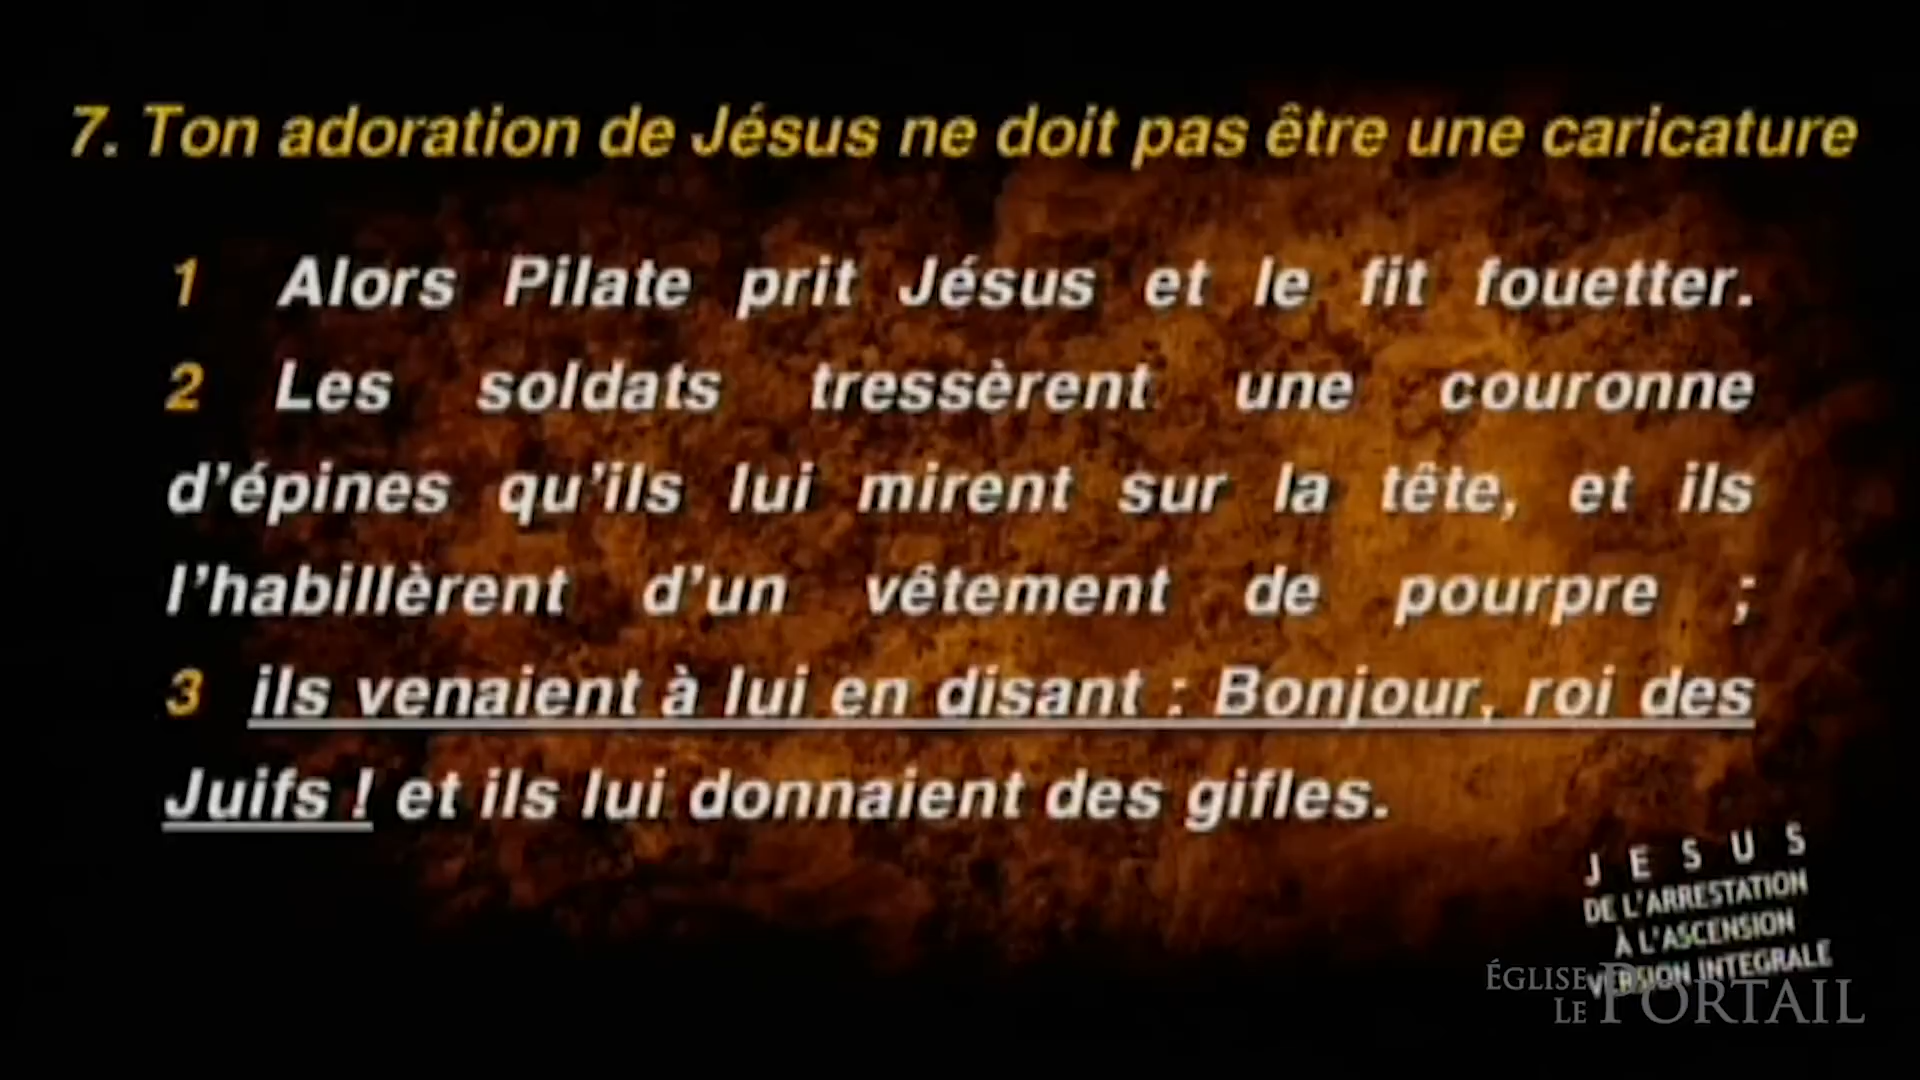 7. Ton adoration de Jésus ne doit pas être une caricature
1 Alors Pilate prit Jésus et le fit fouetter.
2 Les soldats tressèrent une couronne
d’épines qu’ils lui mirent sur la tête, et ils
l’habillèrent d’un vêtement de pourpre ;
3 ils venaient à lui en disant : Bonjour, roi des
Juifs ! et ils lui donnaient des gifles.
JESUS
DE L'ARRESTATION
À L'ASCENSION
VERSION INTEGRALE
ÉGLISE
LE PORTAIL